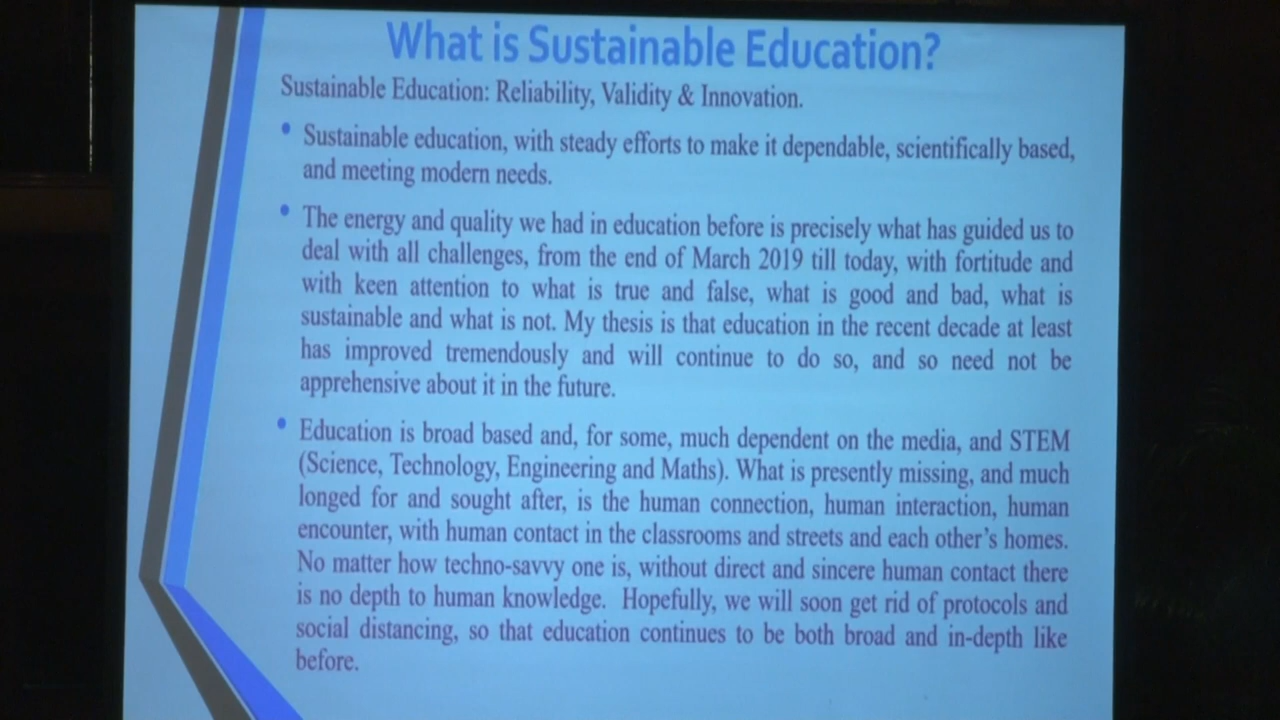 What is Sustainable Education?
Sustainable Education: Reliability, Validity & Innovation.
• Sustainable education, with steady efforts to make it dependable, scientifically based,
and meeting modern needs.
• The energy and quality we had in education before is precisely what has guided us to
deal with all challenges, from the end of March 2019 till today, with fortitude and
with keen attention to what is true and false, what is good and bad, what is
sustainable and what is not. My thesis is that education in the recent decade at least
has improved tremendously and will continue to do so, and so need not be
apprehensive about it in the future.
• Education is broad based and, for some, much dependent on the media, and STEM
(Science, Technology, Engineering and Maths). What is presently missing, and much
longed for and sought after, is the human connection, human interaction, human
encounter, with human contact in the classrooms and streets and each other's homes.
No matter how techno-savvy one is, without direct and sincere human contact there
is no depth to human knowledge. Hopefully, we will soon get rid of protocols and
social distancing, so that education continues to be both broad and in-depth like
before.